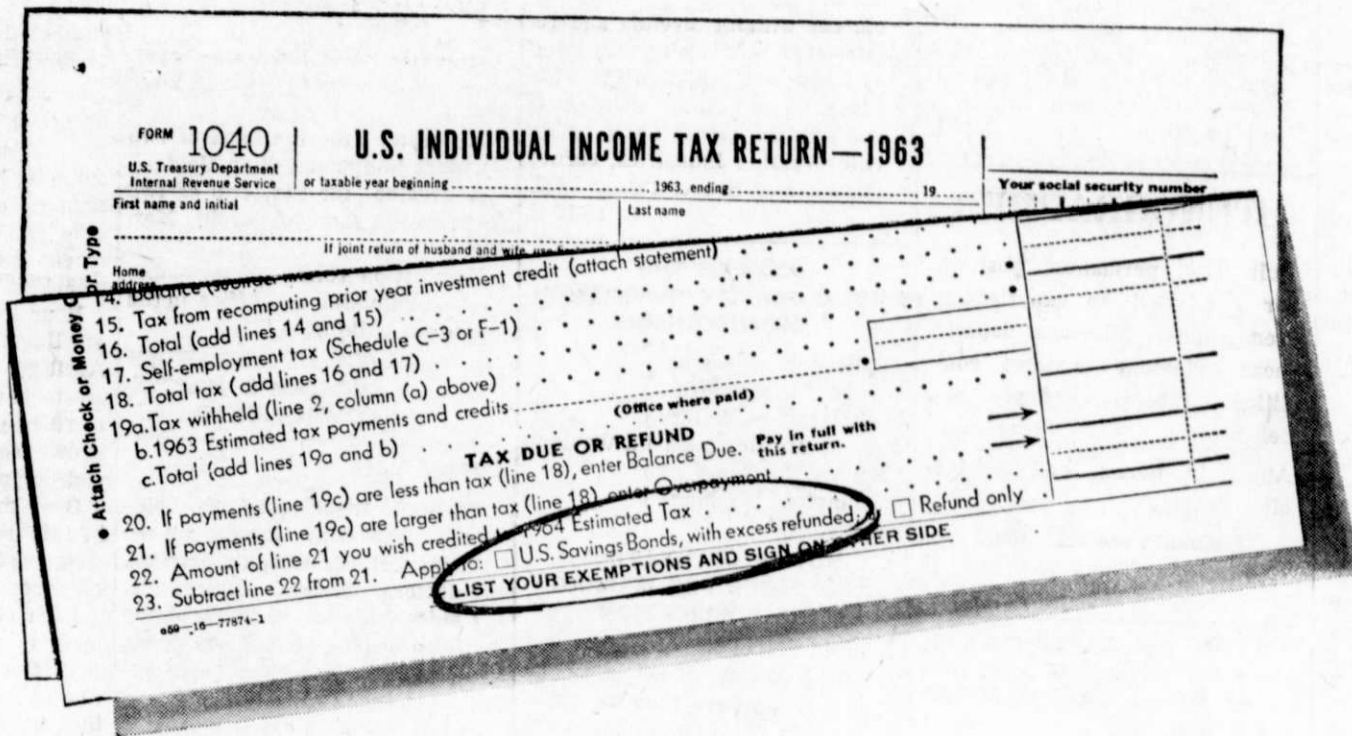 FORM 1040
U.S. Treasury Department
Internal Revenue Service
U.S. INDIVIDUAL INCOME TAX RETURN—1963
or taxable year beginning 1963, ending 19
Your social security number
First name and initial
Last name
If joint return of husband and wife, use
Home
address
● Attach Check or Money or Type
14. Balance
15. Tax from recomputing prior year investment credit (attach statement)
16. Total (add lines 14 and 15)
17. Self-employment tax (Schedule C–3 or F–1)
18. Total tax (add lines 16 and 17)
19a. Tax withheld (line 2, column (a) above)
b. 1963 Estimated tax payments and credits
(Office where paid)
c. Total (add lines 19a and b)
TAX DUE OR REFUND
20. If payments (line 19c) are less than tax (line 18), enter Balance Due. Pay in full with this return.
21. If payments (line 19c) are larger than tax (line 18), enter Overpayment
22. Amount of line 21 you wish credited 1964 Estimated Tax
23. Subtract line 22 from 21. Apply to: □ U.S. Savings Bonds, with excess refunded; □ Refund only
LIST YOUR EXEMPTIONS AND SIGN ON OTHER SIDE
a59—16—77874-1